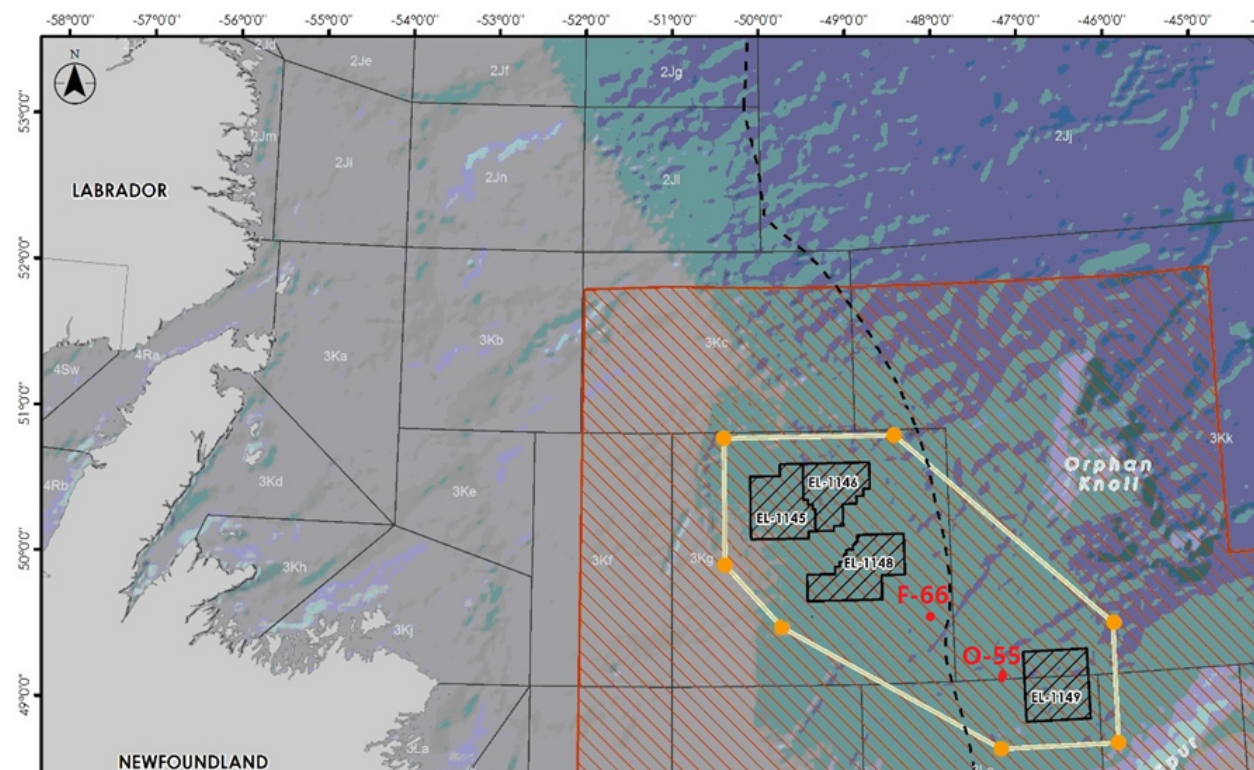 -58°0'0"
-57°0'0"
-56°0'0"
-55°0'0"
-54°0'0"
-53°0'0"
-52°0'0"
-51°0'0"
-50°0'0"
-49°0'0"
-48°0'0"
-47°0'0"
-46°0'0"
-45°0'0"
N
2Jd
2Je
2Jf
2Jg
53°0'0"
2Jm
2Ji
2Jn
2Jl
2Jj
LABRADOR
52°0'0"
4Ra
3Ka
3Kb
3Kc
4Sw
51°0'0"
3Kk
Orphan
Knoll
4Rb
3Kd
3Ke
EL-1146
EL-1145
50°0'0"
3Kh
3Kf
3Kg
EL-1148
F-66
3Kj
O-55
49°0'0"
EL-1149
3La
NEWFOUNDLAND